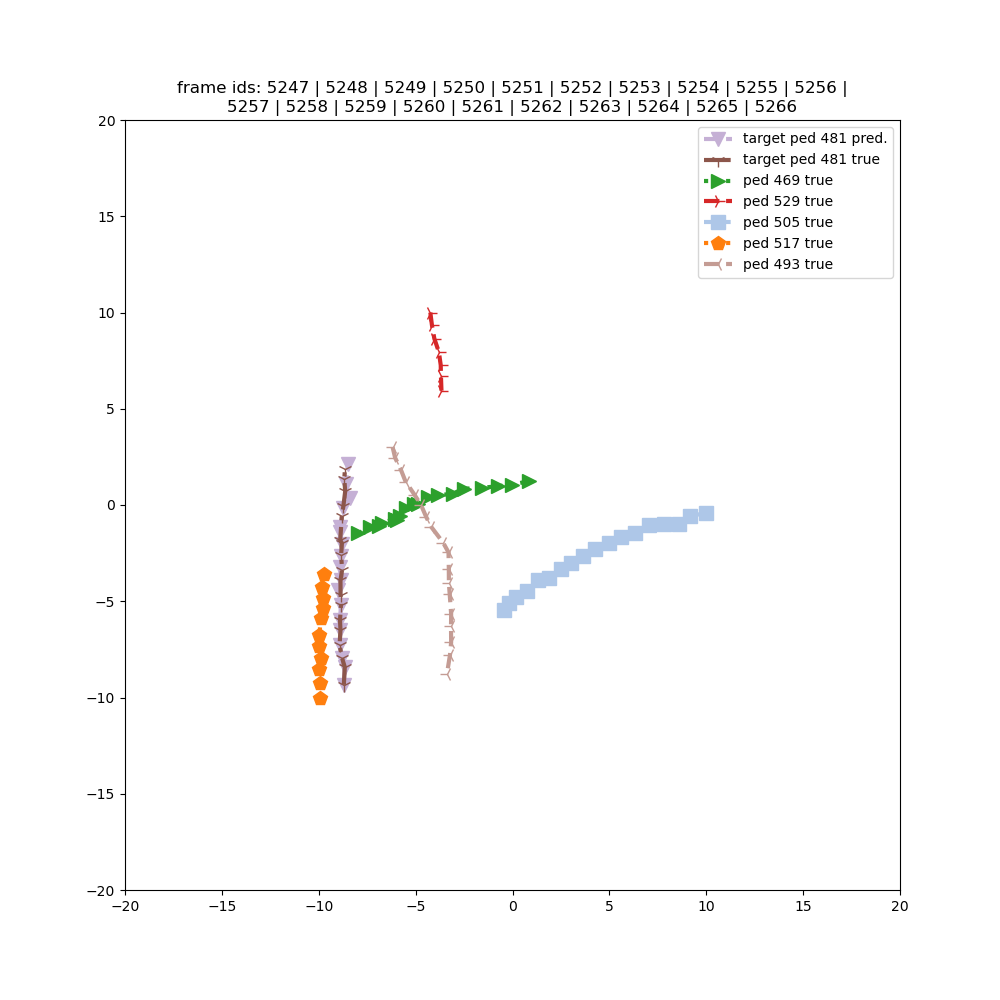 frame ids: 5247 | 5248 | 5249 | 5250 | 5251 | 5252 | 5253 | 5254 | 5255 | 5256 |
5257 | 5258 | 5259 | 5260 | 5261 | 5262 | 5263 | 5264 | 5265 | 5266
target ped 481 pred.
target ped 481 true
ped 469 true
ped 529 true
ped 505 true
ped 517 true
ped 493 true
20
15
10
5
0
−5
−10
−15
−20
−20 −15 −10 −5 0 5 10 15 20